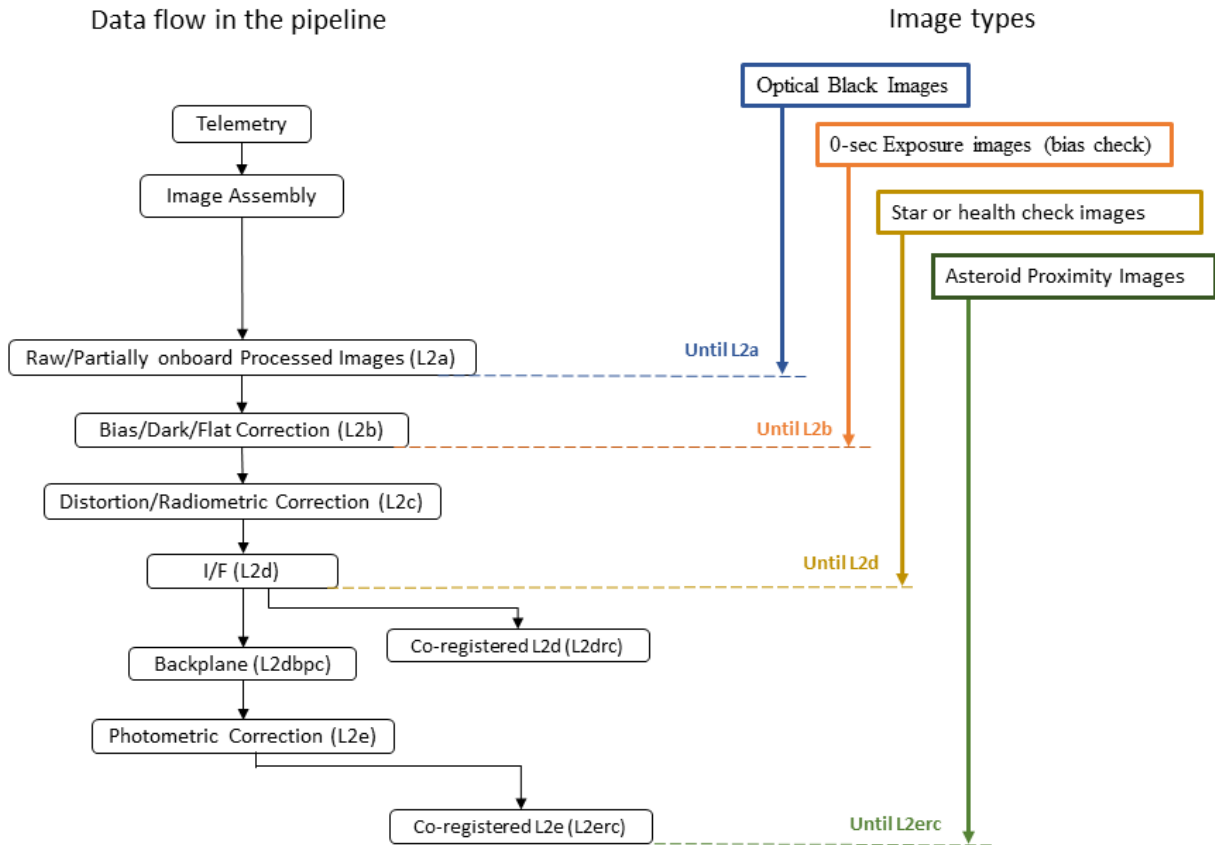 Data flow in the pipeline
Image types
Optical Black Images
Telemetry
0-sec Exposure images (bias check)
Image Assembly
Star or health check images
Asteroid Proximity Images
Raw/Partially onboard Processed Images (L2a)
Until L2a
Bias/Dark/Flat Correction (L2b)
Until L2b
Distortion/Radiometric Correction (L2c)
I/F (L2d)
Until L2d
Co-registered L2d (L2drc)
Backplane (L2dbpc)
Photometric Correction (L2e)
Co-registered L2e (L2erc)
Until L2erc